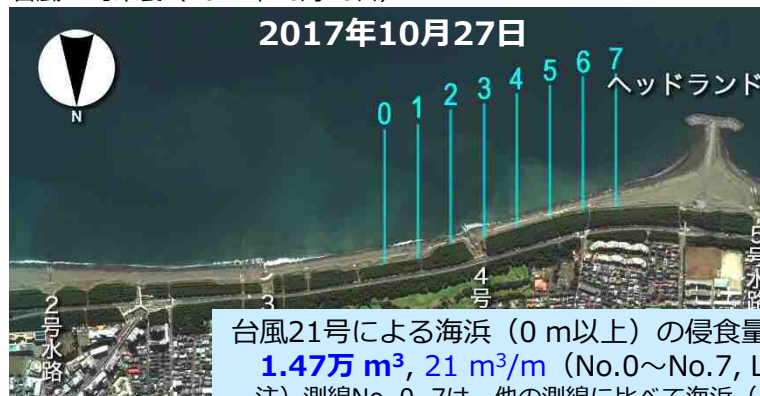 2017年10月27日
N
0 1 2 3 4 5 6 7
ヘッドランド
2号水路
3
4号
5号水路
台風21号による海浜（0 m以上）の侵食量
1.47万 m³, 21 m³/m（No.0～No.7, L